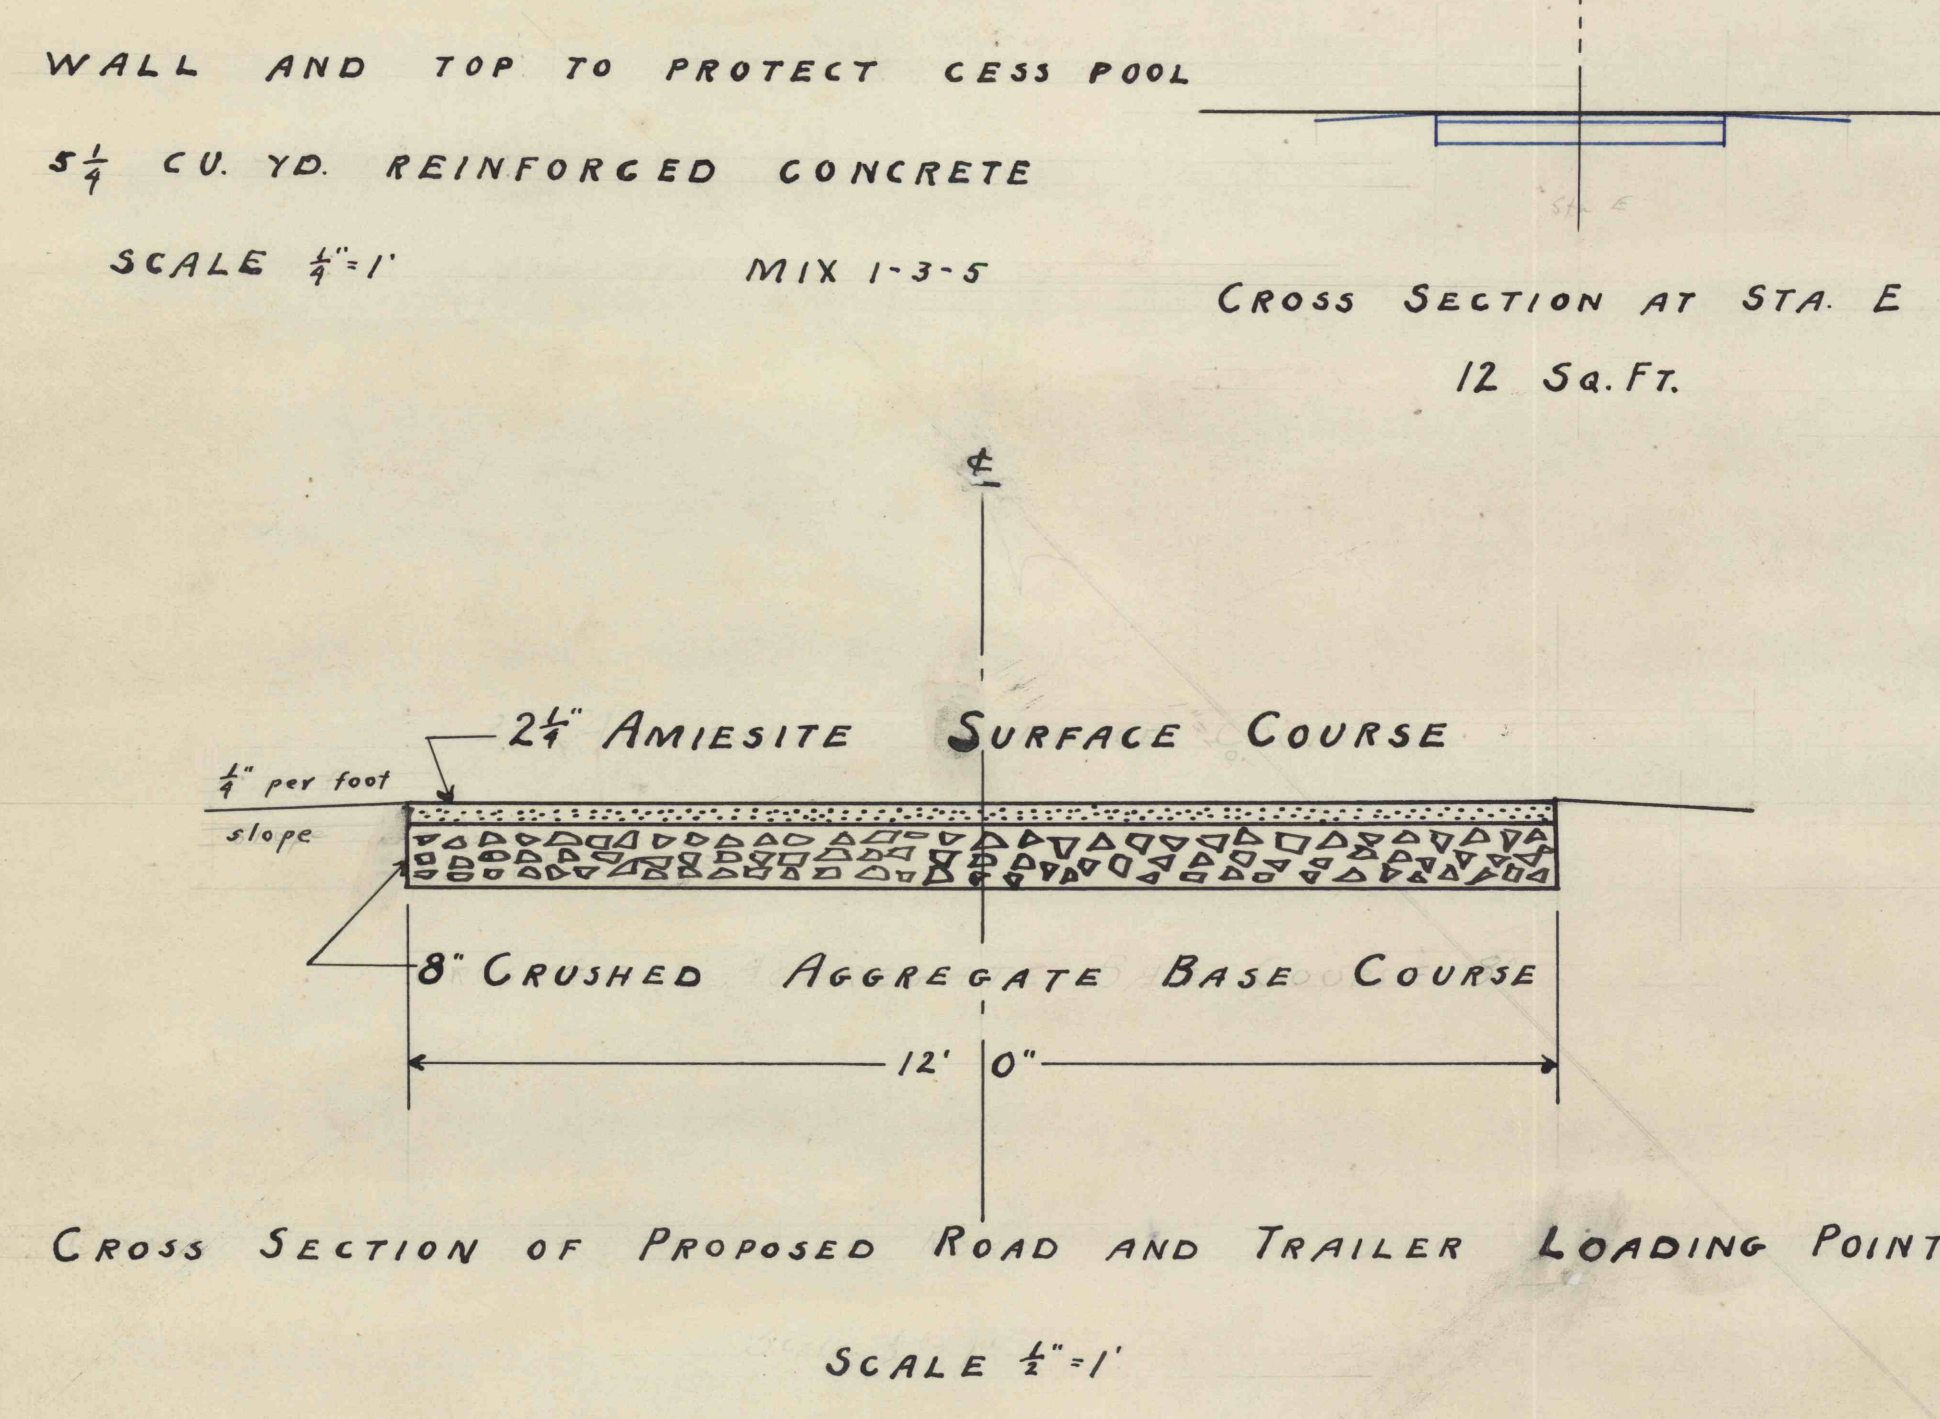 WALL AND TOP TO PROTECT CESS POOL
5 1/4 CU. YD. REINFORCED CONCRETE
SCALE 1/4" = 1'
MIX 1-3-5
Sta E
CROSS SECTION AT STA. E
12 SQ. FT.
℄
2 1/4" AMIESITE SURFACE COURSE
1/4" per foot
slope
8" CRUSHED AGGREGATE BASE COURSE
12' 0"
CROSS SECTION OF PROPOSED ROAD AND TRAILER LOADING POINT
SCALE 1/2" = 1'